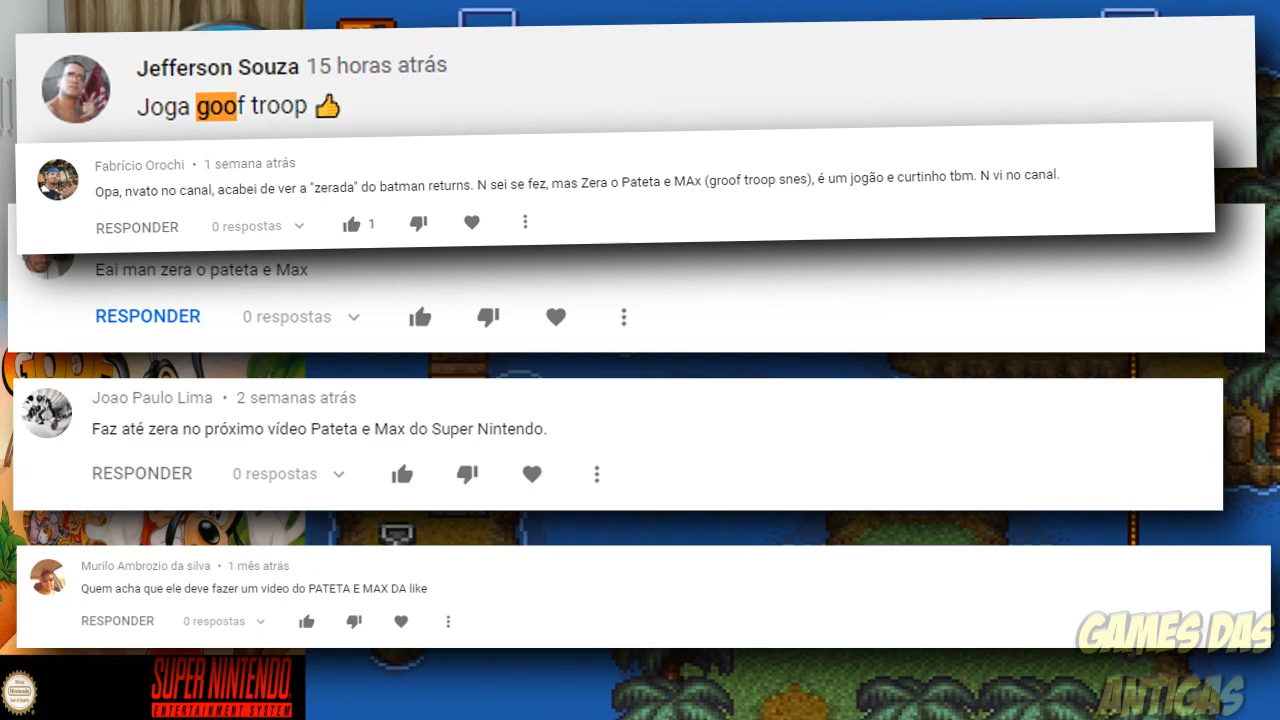 Jefferson Souza 15 horas atrás
Joga goof troop 👍
Fabrício Orochi • 1 semana atrás
Opa, nvato no canal, acabei de ver a "zerada" do batman returns. N sei se fez, mas Zera o Pateta e MAx (groof troop snes), é um jogão e curtinho tbm. N vi no canal.
RESPONDER 0 respostas 1
Eai man zera o pateta e Max
RESPONDER 0 respostas
GOOF
Joao Paulo Lima • 2 semanas atrás
Faz até zera no próximo vídeo Pateta e Max do Super Nintendo.
RESPONDER 0 respostas
Murilo Ambrozio da silva • 1 mês atrás
Quem acha que ele deve fazer um video do PATETA E MAX DA like
RESPONDER 0 respostas
GAMES DAS
ANTIGAS
SUPER NINTENDO
ENTERTAINMENT SYSTEM